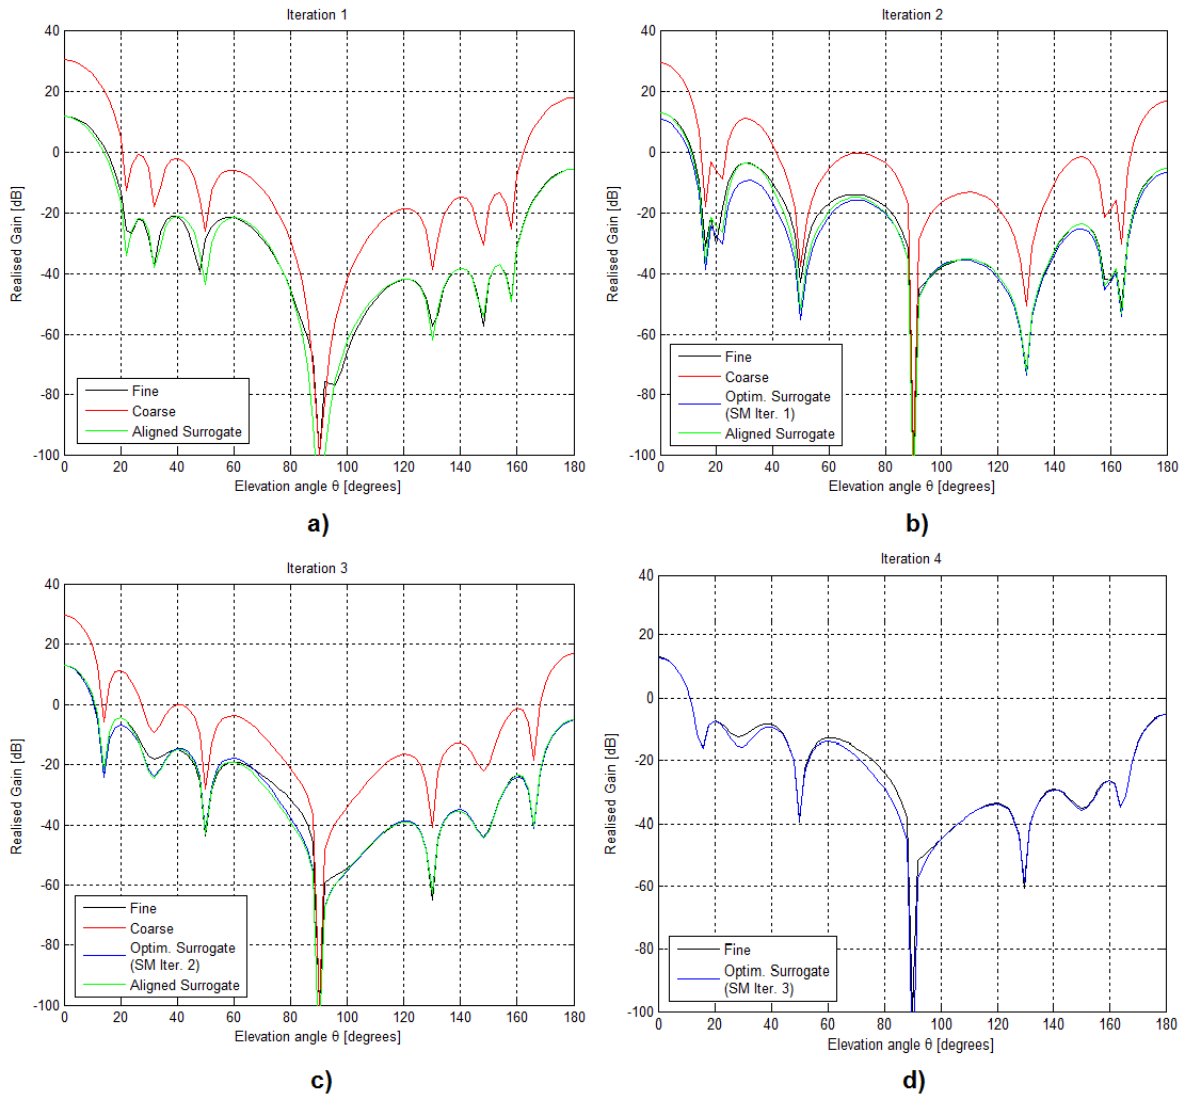 Iteration 1
40
20
0
-20
-40
-60
-80
-100
Realised Gain [dB]
Fine
Coarse
Aligned Surrogate
0 20 40 60 80 100 120 140 160 180
Elevation angle θ [degrees]
a)
Iteration 2
40
20
0
-20
-40
-60
-80
-100
Realised Gain [dB]
Fine
Coarse
Optim. Surrogate
(SM Iter. 1)
Aligned Surrogate
0 20 40 60 80 100 120 140 160 180
Elevation angle θ [degrees]
b)
Iteration 3
40
20
0
-20
-40
-60
-80
-100
Realised Gain [dB]
Fine
Coarse
Optim. Surrogate
(SM Iter. 2)
Aligned Surrogate
0 20 40 60 80 100 120 140 160 180
Elevation angle θ [degrees]
c)
Iteration 4
40
20
0
-20
-40
-60
-80
-100
Realised Gain [dB]
Fine
Optim. Surrogate
(SM Iter. 3)
0 20 40 60 80 100 120 140 160 180
Elevation angle θ [degrees]
d)